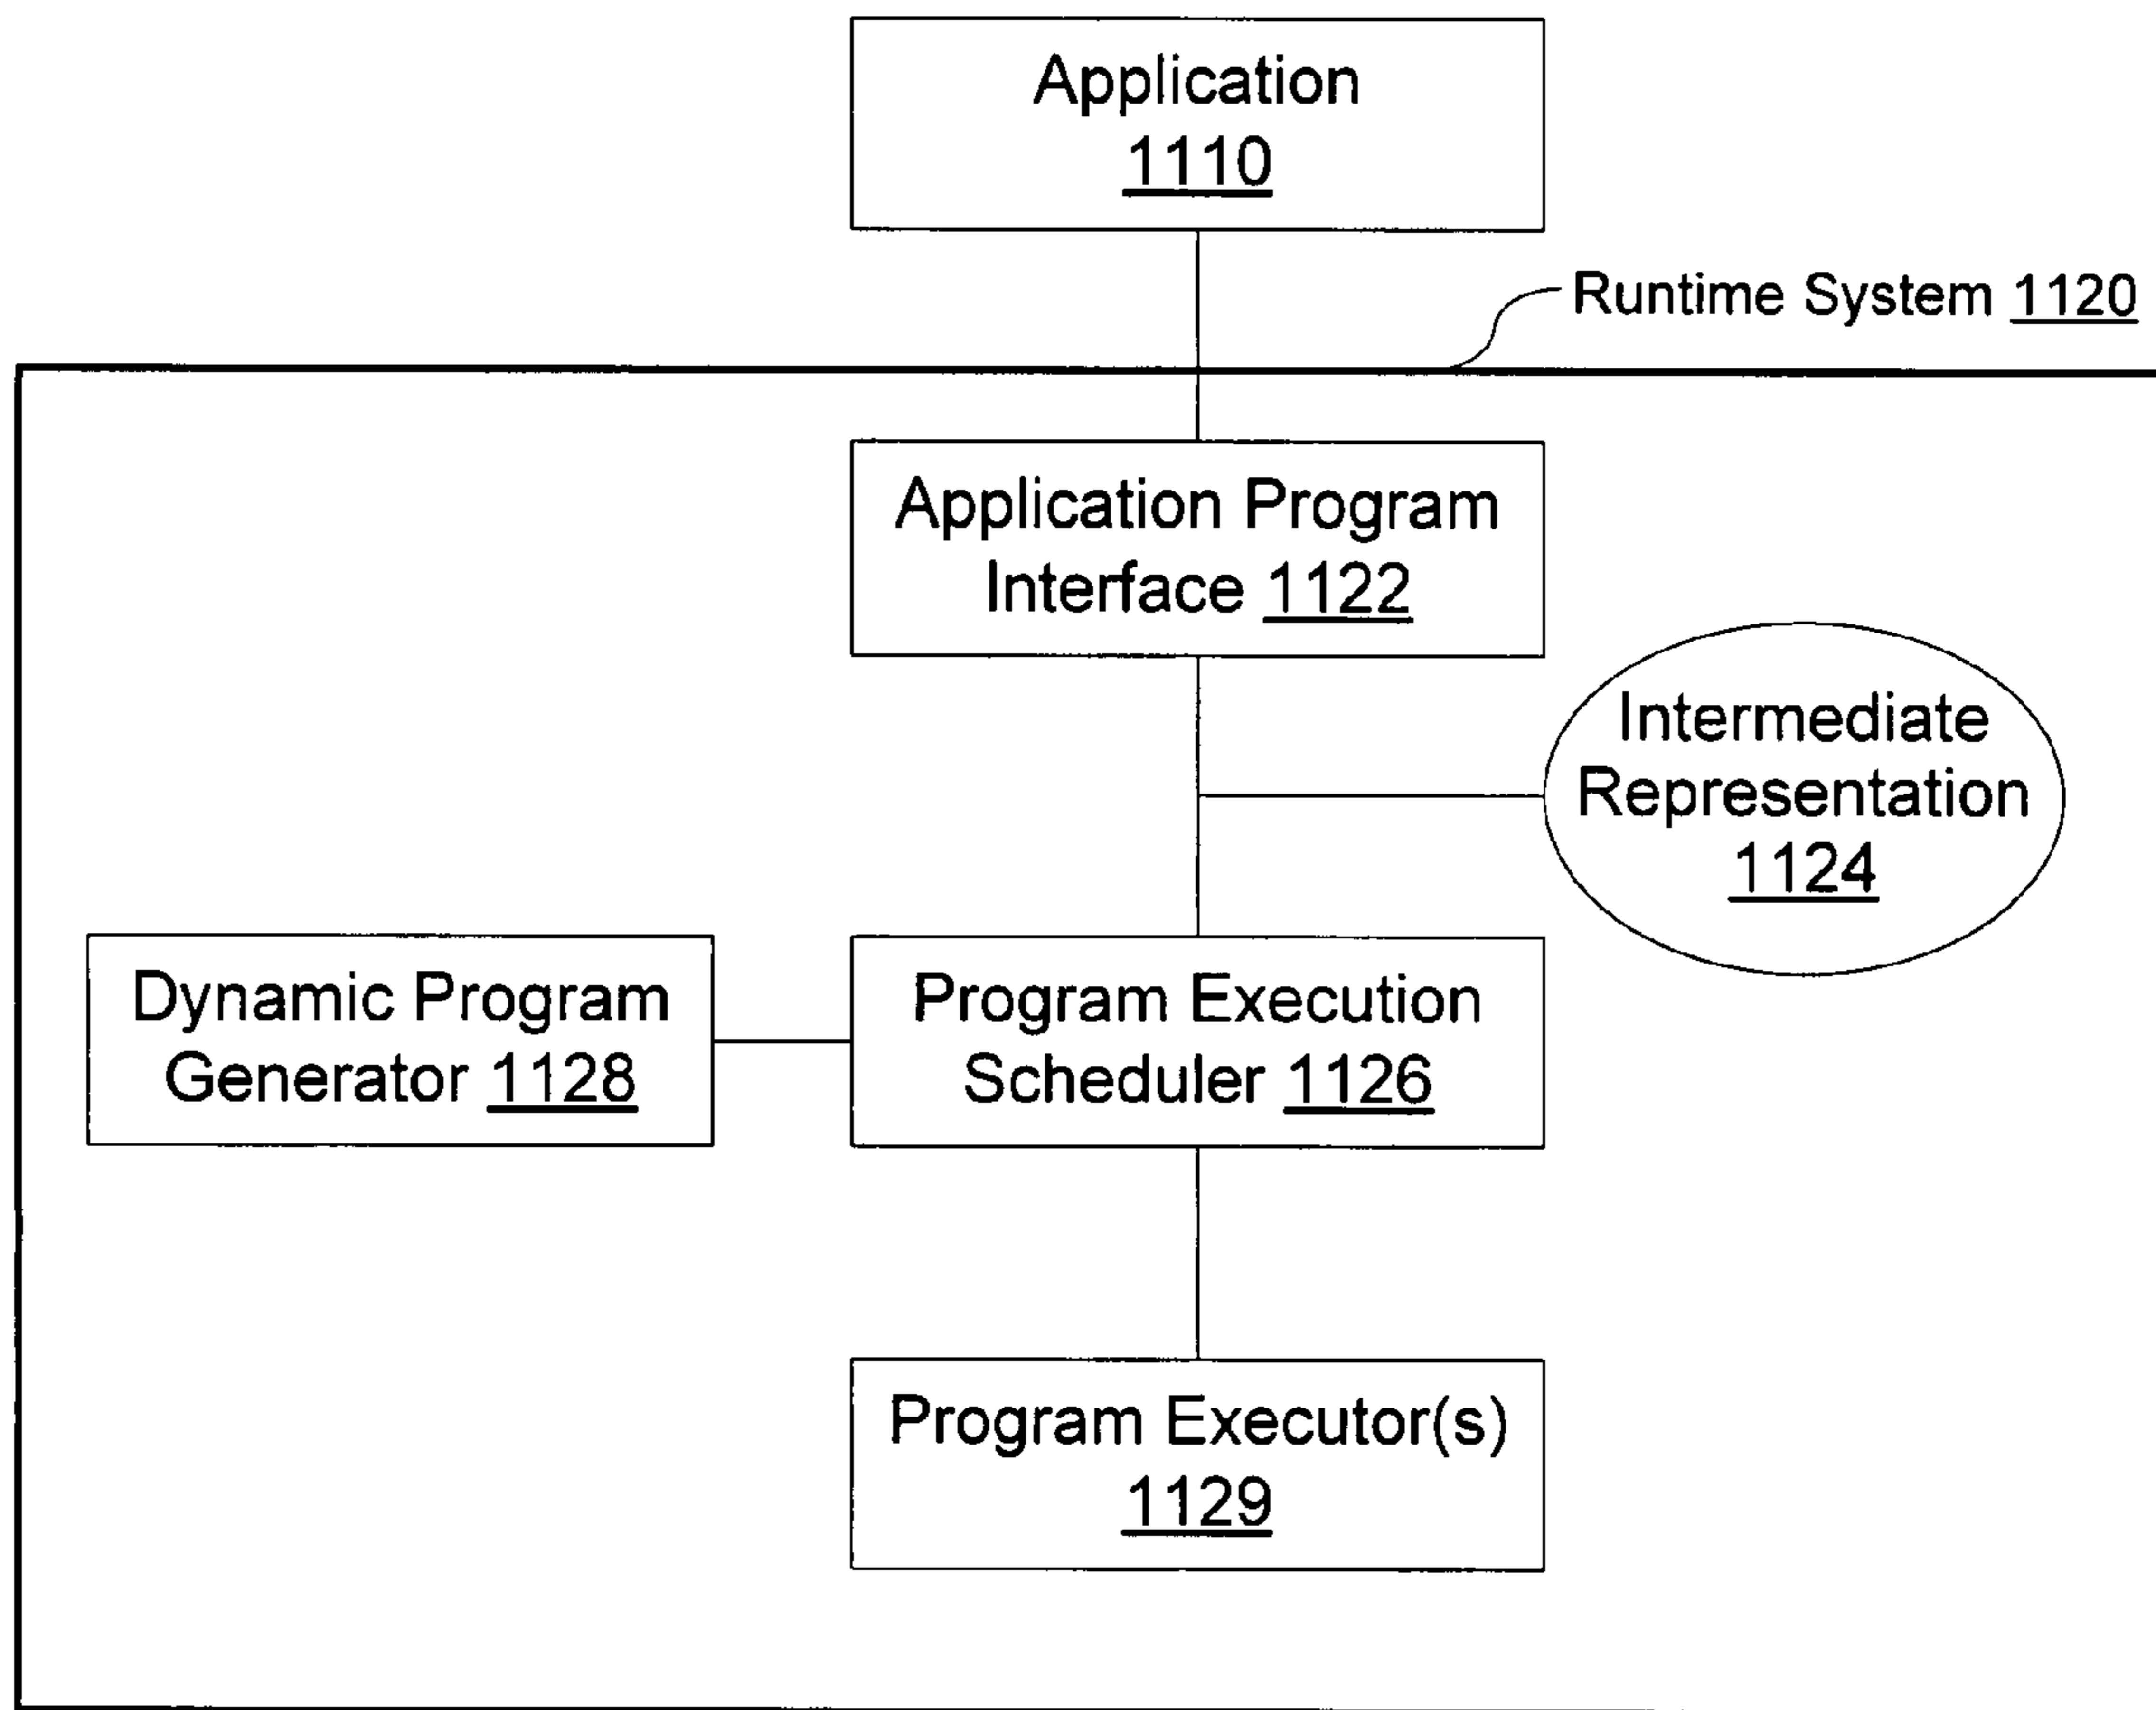 Application
1110
Runtime System 1120
Application Program
Interface 1122
Intermediate
Representation
1124
Dynamic Program
Generator 1128
Program Execution
Scheduler 1126
Program Executor(s)
1129